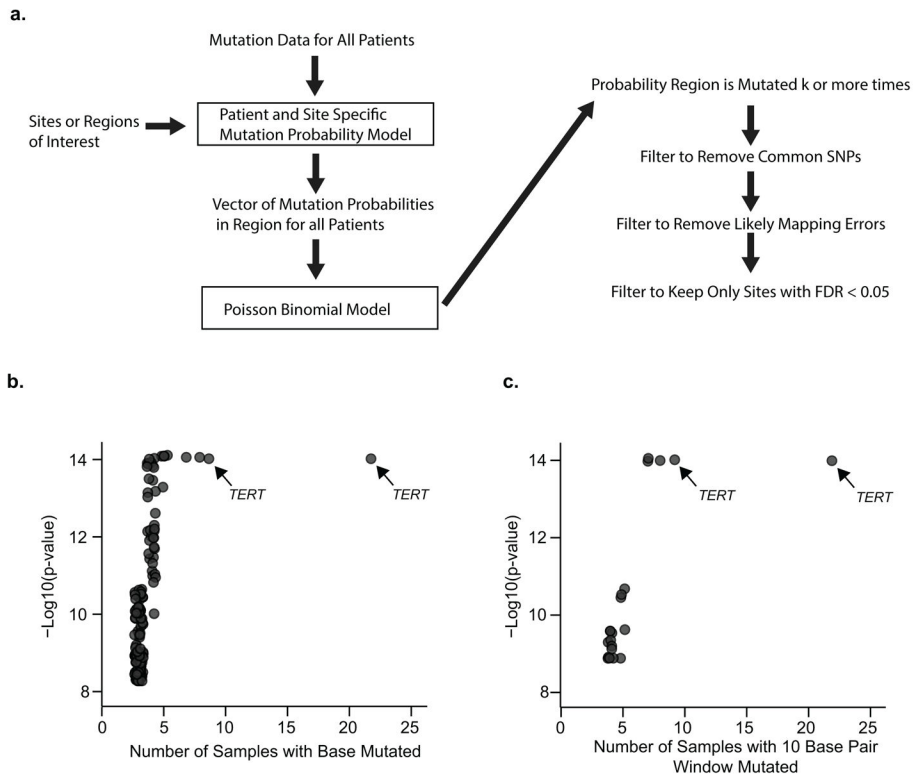 a.
Mutation Data for All Patients
Sites or Regions
of Interest
Patient and Site Specific
Mutation Probability Model
Vector of Mutation Probabilities
in Region for all Patients
Poisson Binomial Model
Probability Region is Mutated k or more times
Filter to Remove Common SNPs
Filter to Remove Likely Mapping Errors
Filter to Keep Only Sites with FDR < 0.05
b.
−Log10(p-value)
14
12
10
8
TERT
TERT
0 5 10 15 20 25
Number of Samples with Base Mutated
c.
−Log10(p-value)
14
12
10
8
TERT
TERT
0 5 10 15 20 25
Number of Samples with 10 Base Pair
Window Mutated